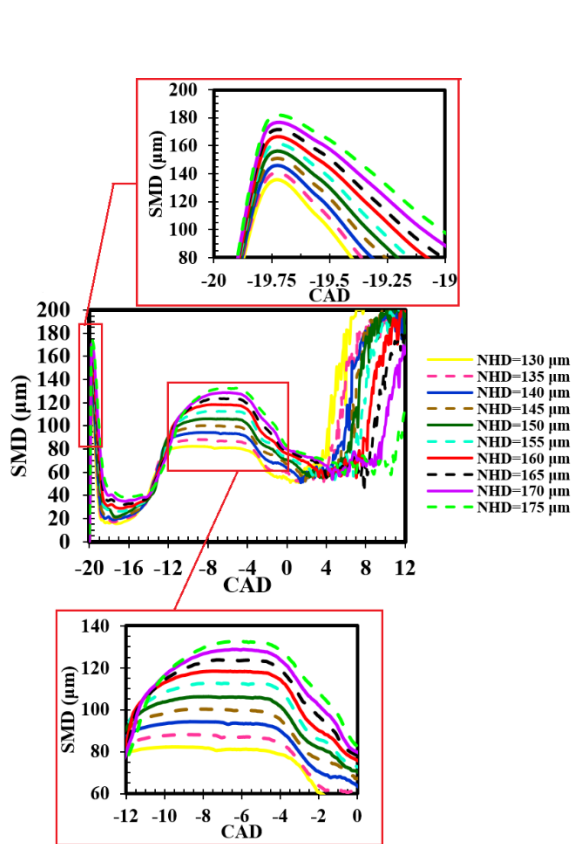 200
180
160
140
120
100
80
SMD (µm)
-20 -19.75 -19.5 -19.25 -19
CAD
200
180
160
140
120
100
80
60
40
20
0
SMD (µm)
-20 -16 -12 -8 -4 0 4 8 12
CAD
NHD=130 µm
NHD=135 µm
NHD=140 µm
NHD=145 µm
NHD=150 µm
NHD=155 µm
NHD=160 µm
NHD=165 µm
NHD=170 µm
NHD=175 µm
140
120
100
80
60
SMD (µm)
-12 -10 -8 -6 -4 -2 0
CAD